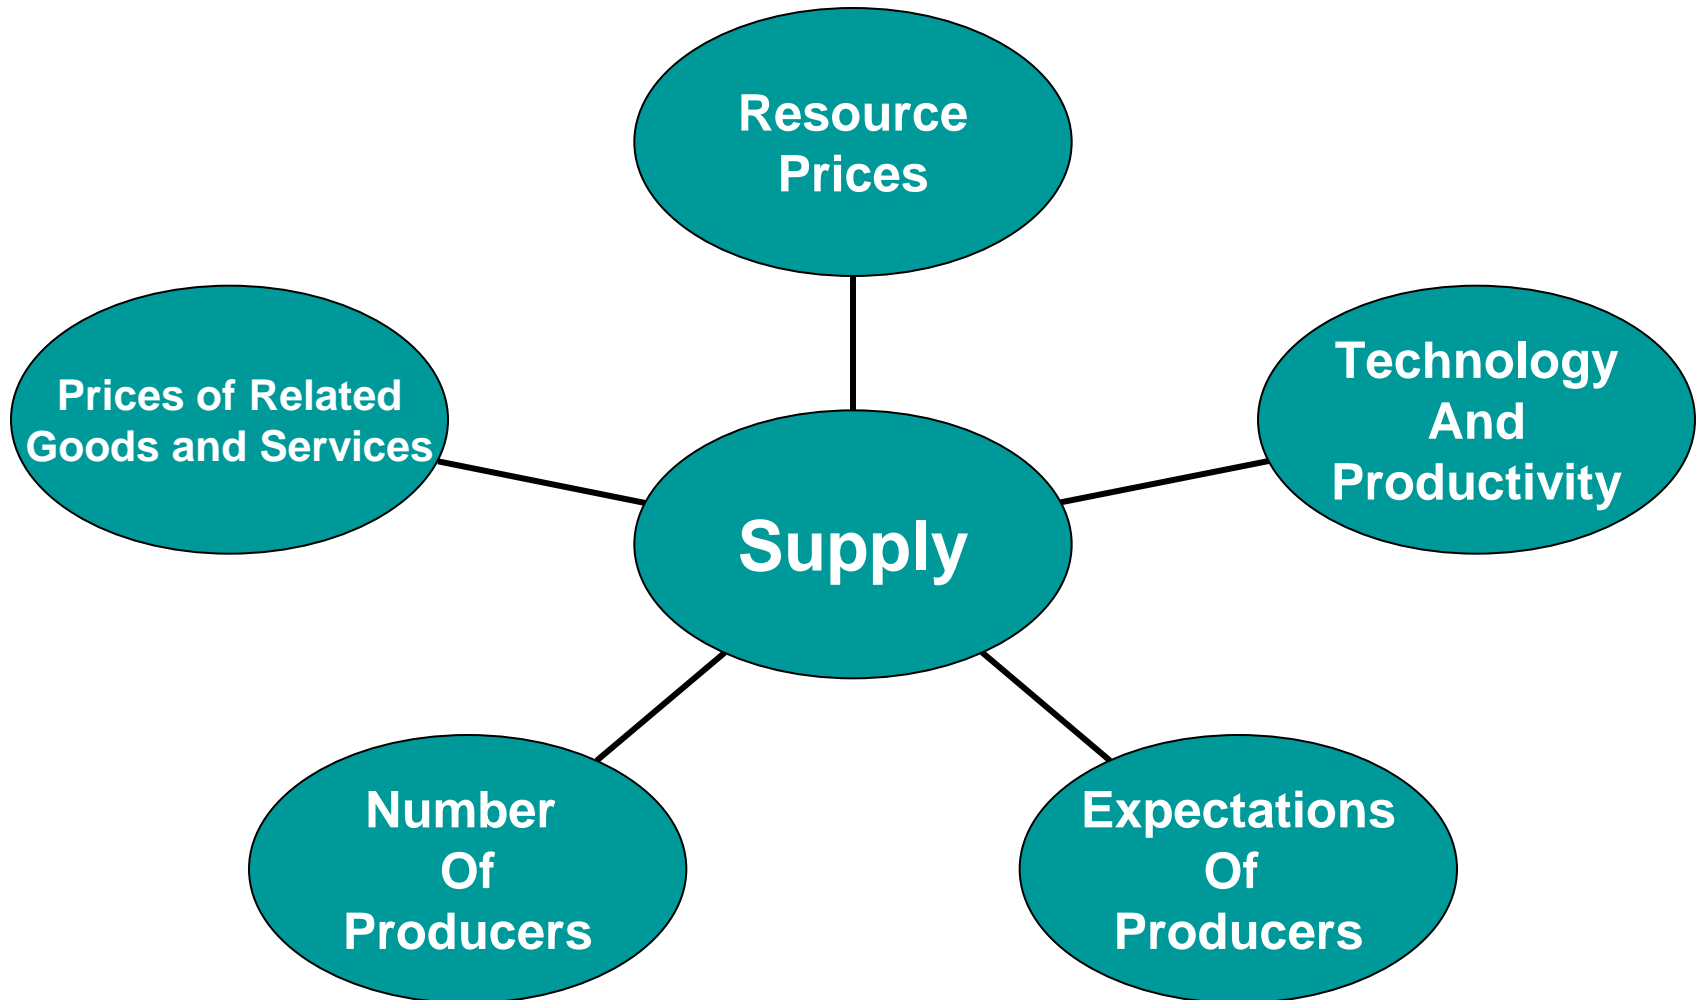 Resource
Prices
Prices of Related
Goods and Services
Technology
And
Productivity
Supply
Number
Of
Producers
Expectations
Of
Producers